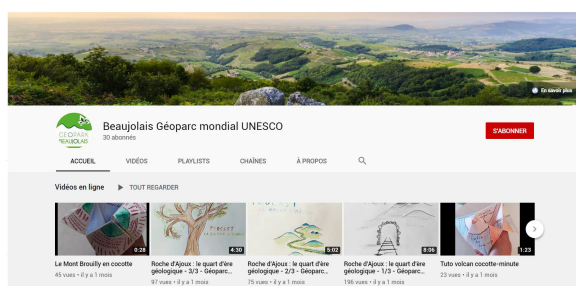 En savoir plus
GEOPARK
BEAUJOLAIS
Beaujolais Géoparc mondial UNESCO
30 abonnés
S'ABONNER
ACCUEIL VIDÉOS PLAYLISTS CHAÎNES À PROPOS
Vidéos en ligne TOUT REGARDER
0:28 4:30 5:02 8:06 1:23
Le Mont Brouilly en cocotte
45 vues • il y a 1 mois
Roche d'Ajoux : le quart d'ère
géologique - 3/3 - Géoparc...
97 vues • il y a 1 mois
Roche d'Ajoux : le quart d'ère
géologique - 2/3 - Géoparc...
75 vues • il y a 1 mois
Roche d'Ajoux : le quart d'ère
géologique - 1/3 - Géoparc...
196 vues • il y a 1 mois
Tuto volcan cocotte-minute
23 vues • il y a 1 mois